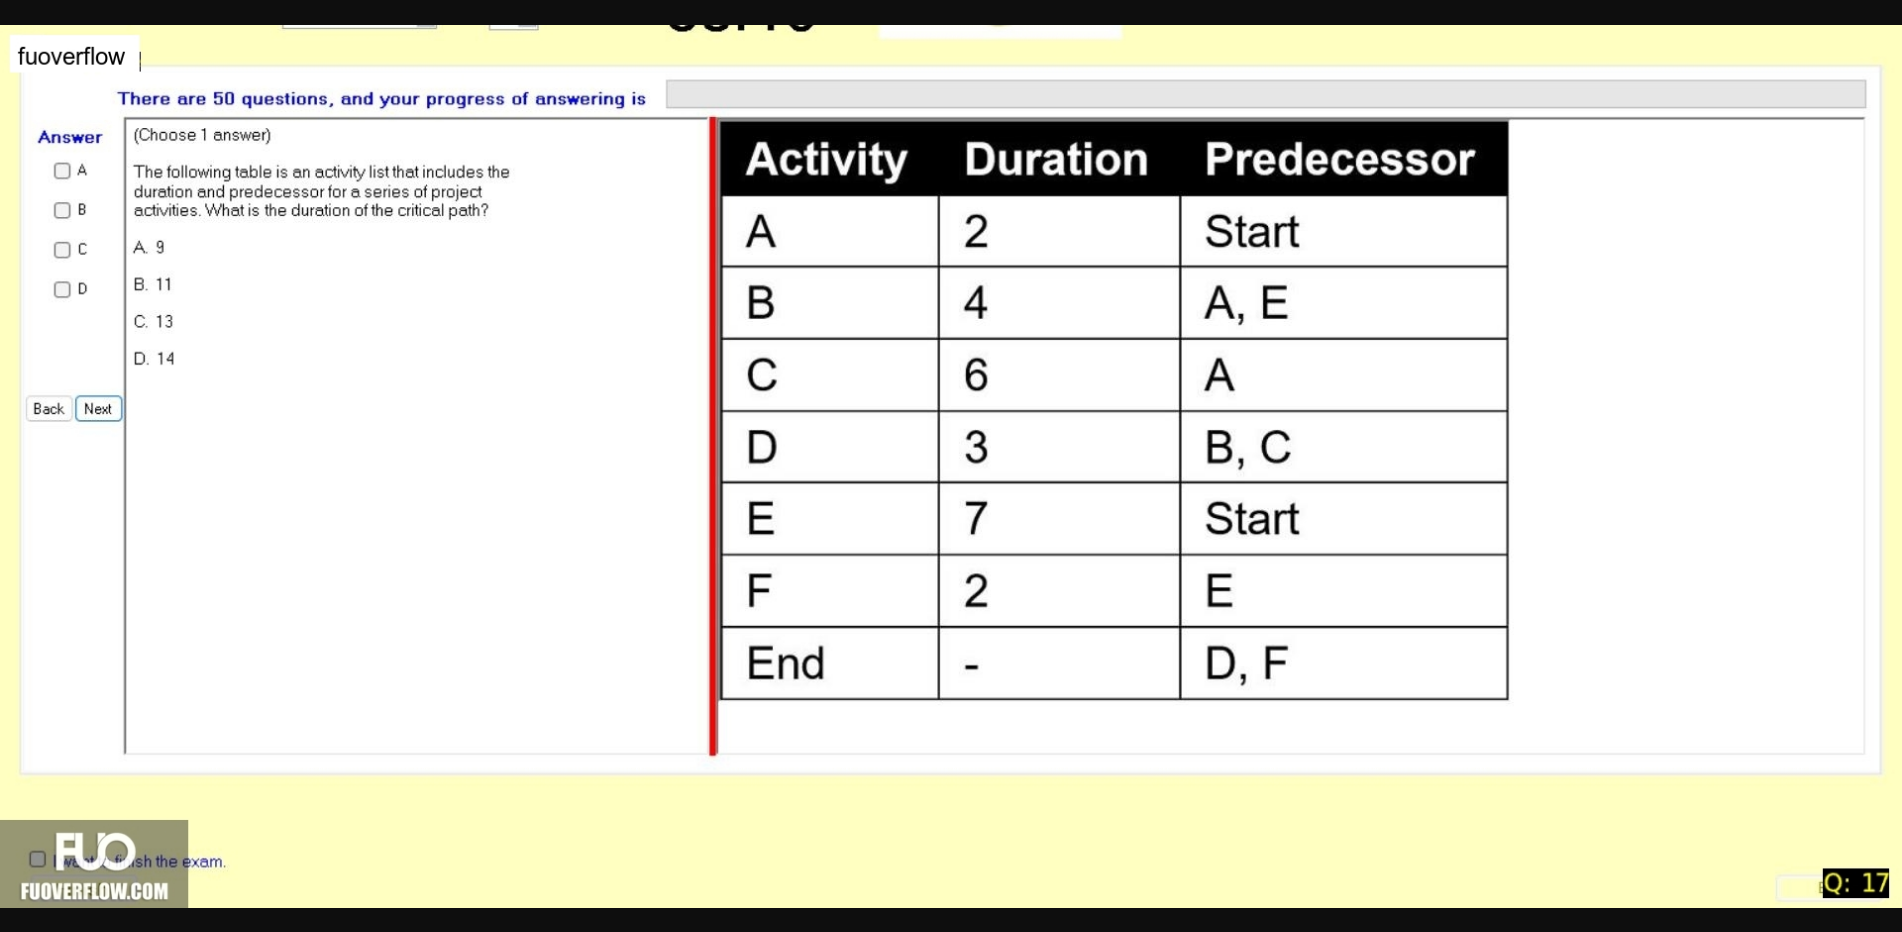 fuoverflow
There are 50 questions, and your progress of answering is
Answer
A
B
C
D
Back Next
(Choose 1 answer)
The following table is an activity list that includes the
duration and predecessor for a series of project
activities. What is the duration of the critical path?
A. 9
B. 11
C. 13
D. 14
Activity Duration Predecessor
A 2 Start
B 4 A, E
C 6 A
D 3 B, C
E 7 Start
F 2 E
End - D, F
I want to finish the exam.
FUO
FUOVERFLOW.COM
Q: 17